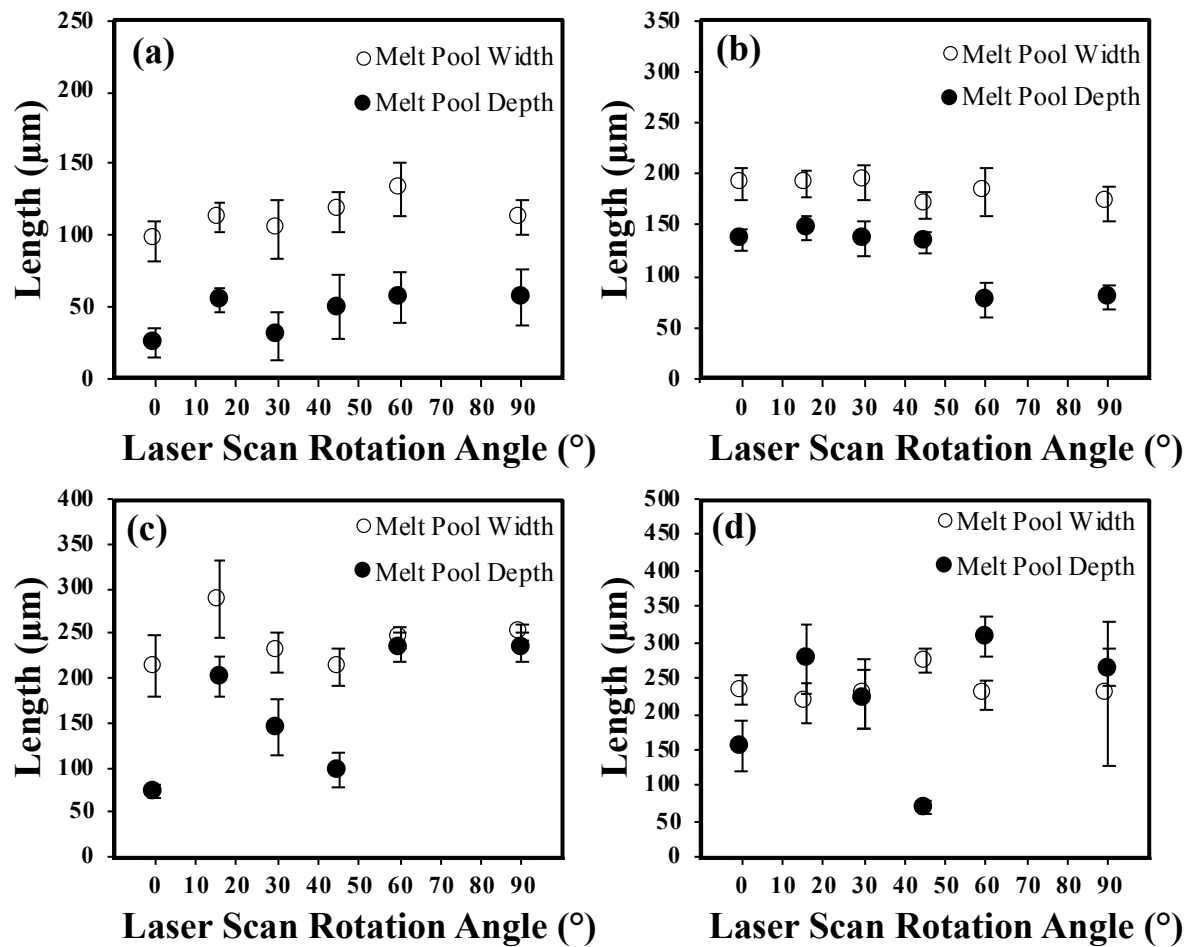 250
200
150
100
50
0
Length (µm)
(a)
Melt Pool Width
Melt Pool Depth
0 10 20 30 40 50 60 70 80 90
Laser Scan Rotation Angle (°)
350
300
250
200
150
100
50
0
Length (µm)
(b)
Melt Pool Width
Melt Pool Depth
0 10 20 30 40 50 60 70 80 90
Laser Scan Rotation Angle (°)
400
350
300
250
200
150
100
50
0
Length (µm)
(c)
Melt Pool Width
Melt Pool Depth
0 10 20 30 40 50 60 70 80 90
Laser Scan Rotation Angle (°)
500
450
400
350
300
250
200
150
100
50
0
Length (µm)
(d)
Melt Pool Width
Melt Pool Depth
0 10 20 30 40 50 60 70 80 90
Laser Scan Rotation Angle (°)